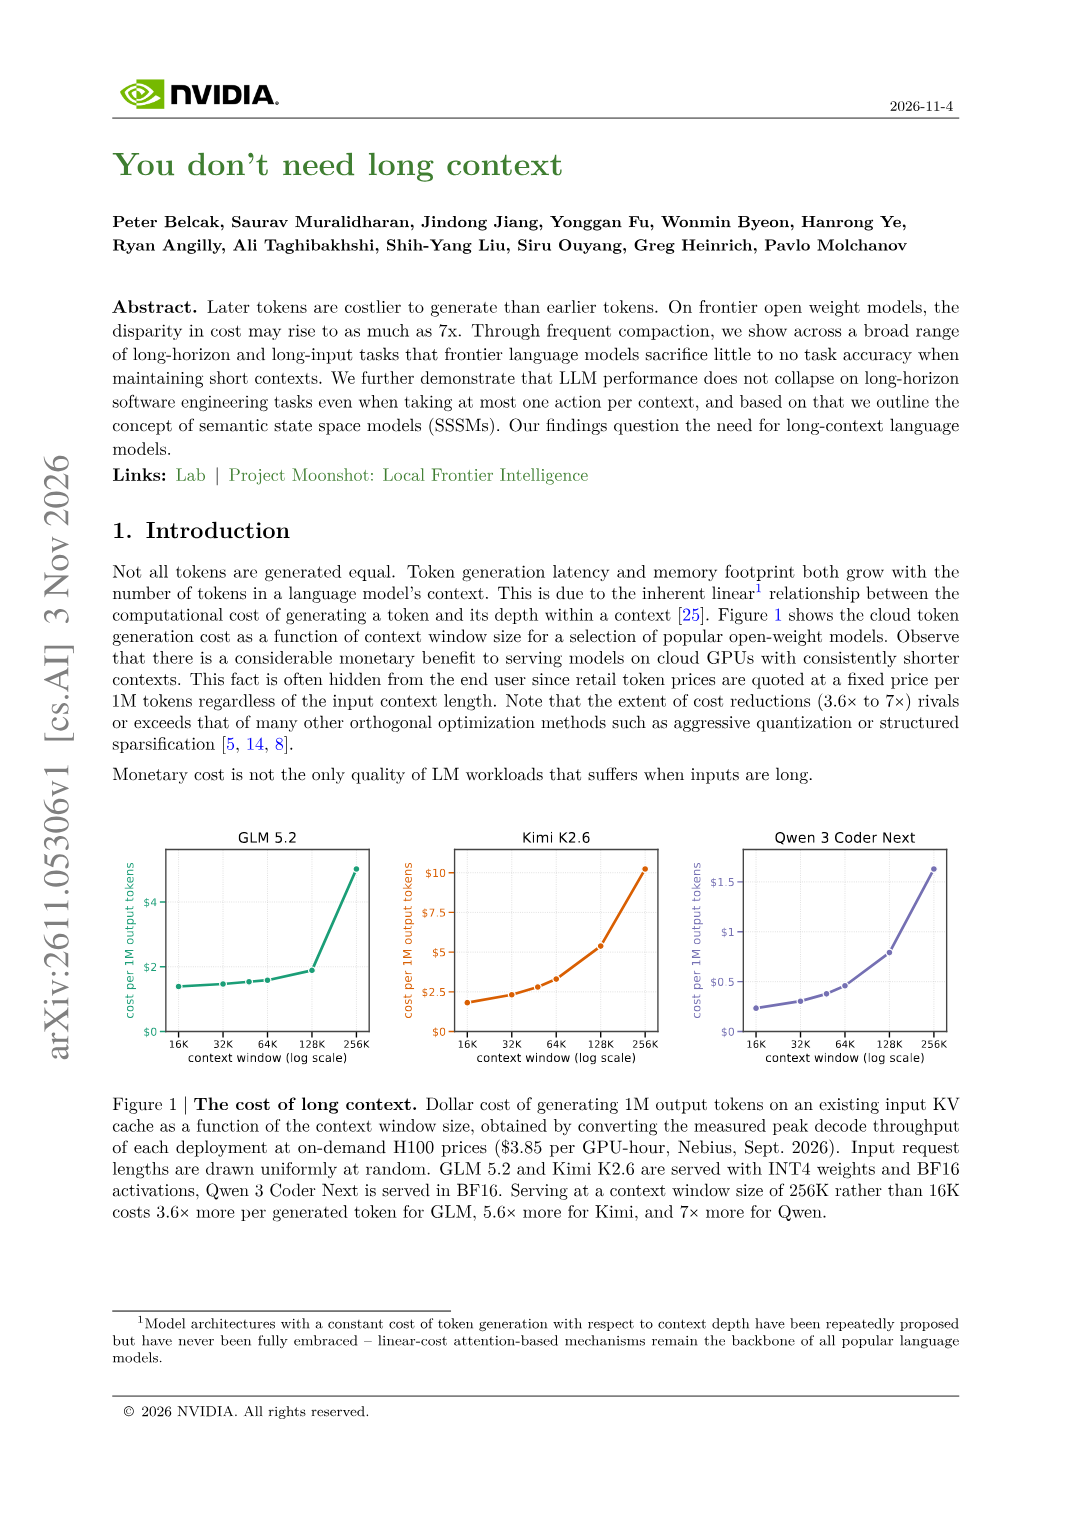 NVIDIA.
2026-11-4
You don't need long context
Peter Belcak, Saurav Muralidharan, Jindong Jiang, Yonggan Fu, Wonmin Byeon, Hanrong Ye,
Ryan Angilly, Ali Taghibakhshi, Shih-Yang Liu, Siru Ouyang, Greg Heinrich, Pavlo Molchanov
Abstract. Later tokens are costlier to generate than earlier tokens. On frontier open weight models, the
disparity in cost may rise to as much as 7x. Through frequent compaction, we show across a broad range
of long-horizon and long-input tasks that frontier language models sacrifice little to no task accuracy when
maintaining short contexts. We further demonstrate that LLM performance does not collapse on long-horizon
software engineering tasks even when taking at most one action per context, and based on that we outline the
concept of semantic state space models (SSSMs). Our findings question the need for long-context language
models.
Links: Lab | Project Moonshot: Local Frontier Intelligence
1. Introduction
Not all tokens are generated equal. Token generation latency and memory footprint both grow with the
number of tokens in a language model's context. This is due to the inherent linear¹ relationship between the
computational cost of generating a token and its depth within a context [25]. Figure 1 shows the cloud token
generation cost as a function of context window size for a selection of popular open-weight models. Observe
that there is a considerable monetary benefit to serving models on cloud GPUs with consistently shorter
contexts. This fact is often hidden from the end user since retail token prices are quoted at a fixed price per
1M tokens regardless of the input context length. Note that the extent of cost reductions (3.6× to 7×) rivals
or exceeds that of many other orthogonal optimization methods such as aggressive quantization or structured
sparsification [5, 14, 8].
Monetary cost is not the only quality of LM workloads that suffers when inputs are long.
GLM 5.2
cost per 1M output tokens
$4
$2
$0
16K 32K 64K 128K 256K
context window (log scale)
Kimi K2.6
cost per 1M output tokens
$10
$7.5
$5
$2.5
$0
16K 32K 64K 128K 256K
context window (log scale)
Qwen 3 Coder Next
cost per 1M output tokens
$1.5
$1
$0.5
$0
16K 32K 64K 128K 256K
context window (log scale)
Figure 1 | The cost of long context. Dollar cost of generating 1M output tokens on an existing input KV
cache as a function of the context window size, obtained by converting the measured peak decode throughput
of each deployment at on-demand H100 prices ($3.85 per GPU-hour, Nebius, Sept. 2026). Input request
lengths are drawn uniformly at random. GLM 5.2 and Kimi K2.6 are served with INT4 weights and BF16
activations, Qwen 3 Coder Next is served in BF16. Serving at a context window size of 256K rather than 16K
costs 3.6× more per generated token for GLM, 5.6× more for Kimi, and 7× more for Qwen.
¹Model architectures with a constant cost of token generation with respect to context depth have been repeatedly proposed
but have never been fully embraced – linear-cost attention-based mechanisms remain the backbone of all popular language
models.
© 2026 NVIDIA. All rights reserved.
arXiv:2611.05306v1 [cs.AI] 3 Nov 2026